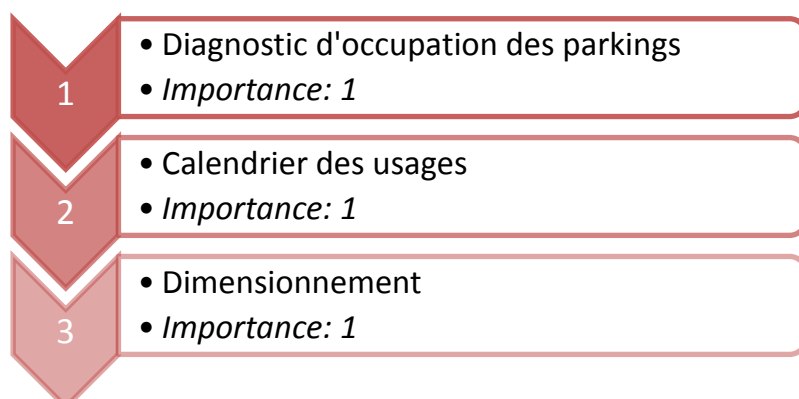 1
• Diagnostic d'occupation des parkings
• Importance: 1
2
• Calendrier des usages
• Importance: 1
3
• Dimensionnement
• Importance: 1